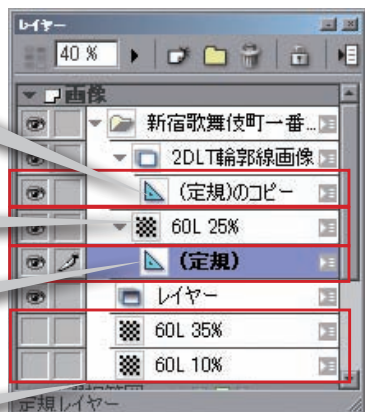 レイヤー
40 %
画像
新宿歌舞伎町一番...
2DLT輪郭線画像
(定規)のコピー
60L 25%
(定規)
レイヤー
60L 35%
60L 10%
定規レイヤー